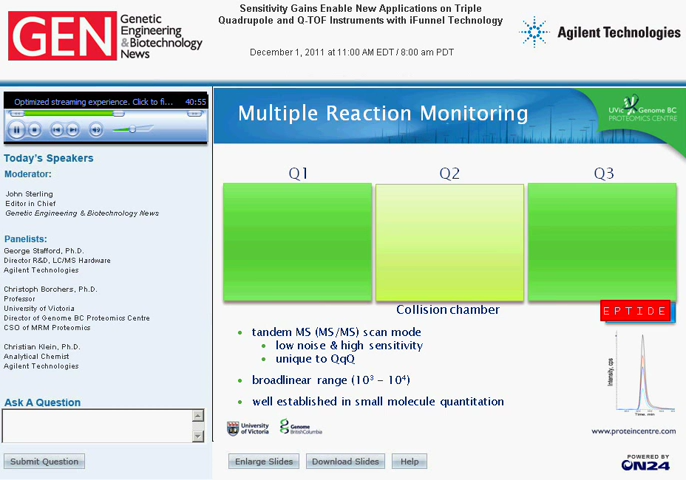 GEN
Genetic
Engineering
& Biotechnology
News
Sensitivity Gains Enable New Applications on Triple
Quadrupole and Q-TOF Instruments with iFunnel Technology
December 1, 2011 at 11:00 AM EDT / 8:00 am PDT
Agilent Technologies
Optimized streaming experience. Click to fi... 40:55
Today's Speakers
Moderator:
John Sterling
Editor in Chief
Genetic Engineering & Biotechnology News
Panelists:
George Stafford, Ph.D.
Director R&D, LC/MS Hardware
Agilent Technologies
Christoph Borchers, Ph.D.
Professor
University of Victoria
Director of Genome BC Proteomics Centre
CSO of MRM Proteomics
Christian Klein, Ph.D.
Analytical Chemist
Agilent Technologies
Ask A Question
Submit Question
Multiple Reaction Monitoring
UVic Genome BC
PROTEOMICS CENTRE
Q1 Q2 Q3
Collision chamber
EPTIDE
• tandem MS (MS/MS) scan mode
• low noise & high sensitivity
• unique to QqQ
• broadlinear range (10³ – 10⁴)
• well established in small molecule quantitation
Intensity, cps
Time, min
University
of Victoria
Genome
BritishColumbia
www.proteincentre.com
Enlarge Slides Download Slides Help
POWERED BY
ON24